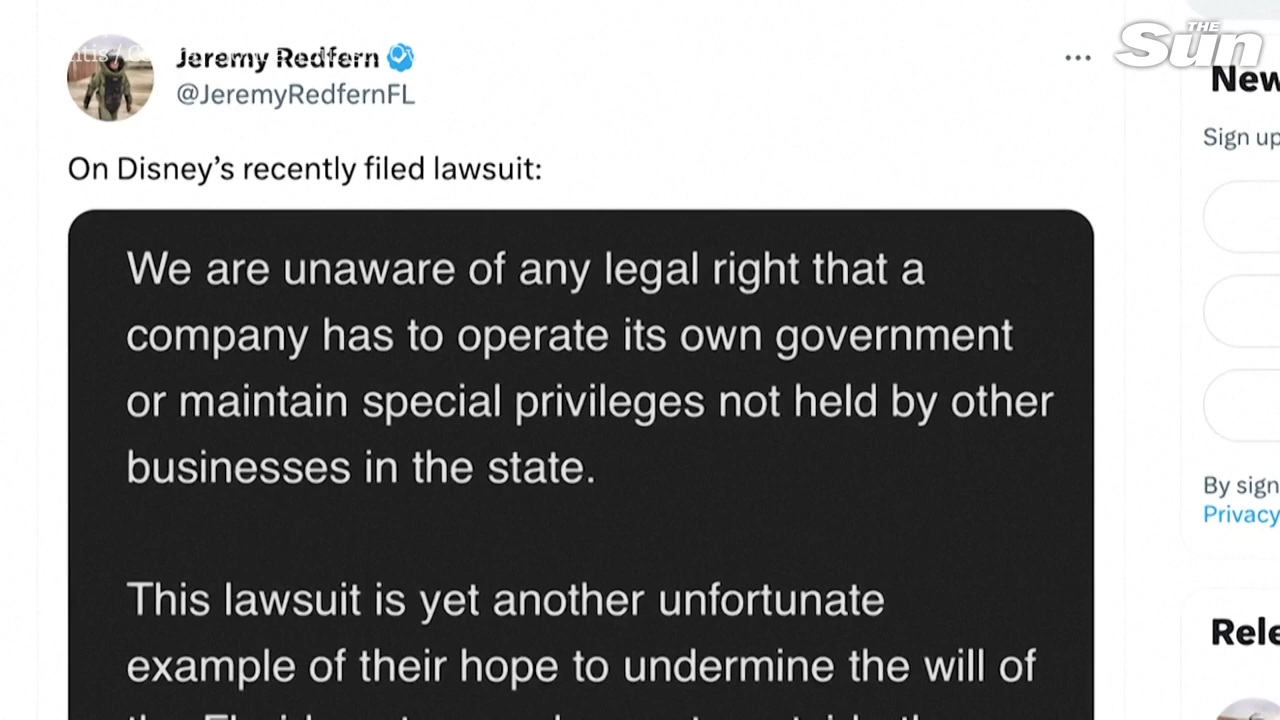 THE
Sun
Jeremy Redfern
@JeremyRedfernFL
On Disney’s recently filed lawsuit:
We are unaware of any legal right that a
company has to operate its own government
or maintain special privileges not held by other
businesses in the state.
This lawsuit is yet another unfortunate
example of their hope to undermine the will of
New
Sign up
By sign
Privacy
Rele